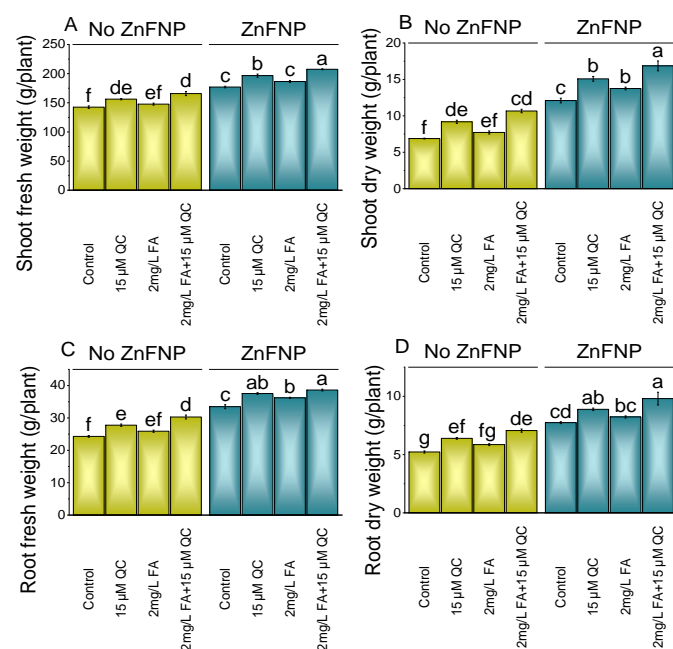 A
No ZnFNP ZnFNP
Shoot fresh weight (g/plant)
250
200
150
100
50
0
f de ef d c b c a
Control
15 µM QC
2mg/L FA
2mg/L FA+15 µM QC
Control
15 µM QC
2mg/L FA
2mg/L FA+15 µM QC
B
No ZnFNP ZnFNP
Shoot dry weight (g/plant)
20
15
10
5
0
f de ef cd c b b a
Control
15 µM QC
2mg/L FA
2mg/L FA+15 µM QC
Control
15 µM QC
2mg/L FA
2mg/L FA+15 µM QC
C
No ZnFNP ZnFNP
Root fresh weight (g/plant)
40
30
20
10
0
f e ef d c ab b a
Control
15 µM QC
2mg/L FA
2mg/L FA+15 µM QC
Control
15 µM QC
2mg/L FA
2mg/L FA+15 µM QC
D
No ZnFNP ZnFNP
Root dry weight (g/plant)
10
5
0
g ef fg de cd ab bc a
Control
15 µM QC
2mg/L FA
2mg/L FA+15 µM QC
Control
15 µM QC
2mg/L FA
2mg/L FA+15 µM QC